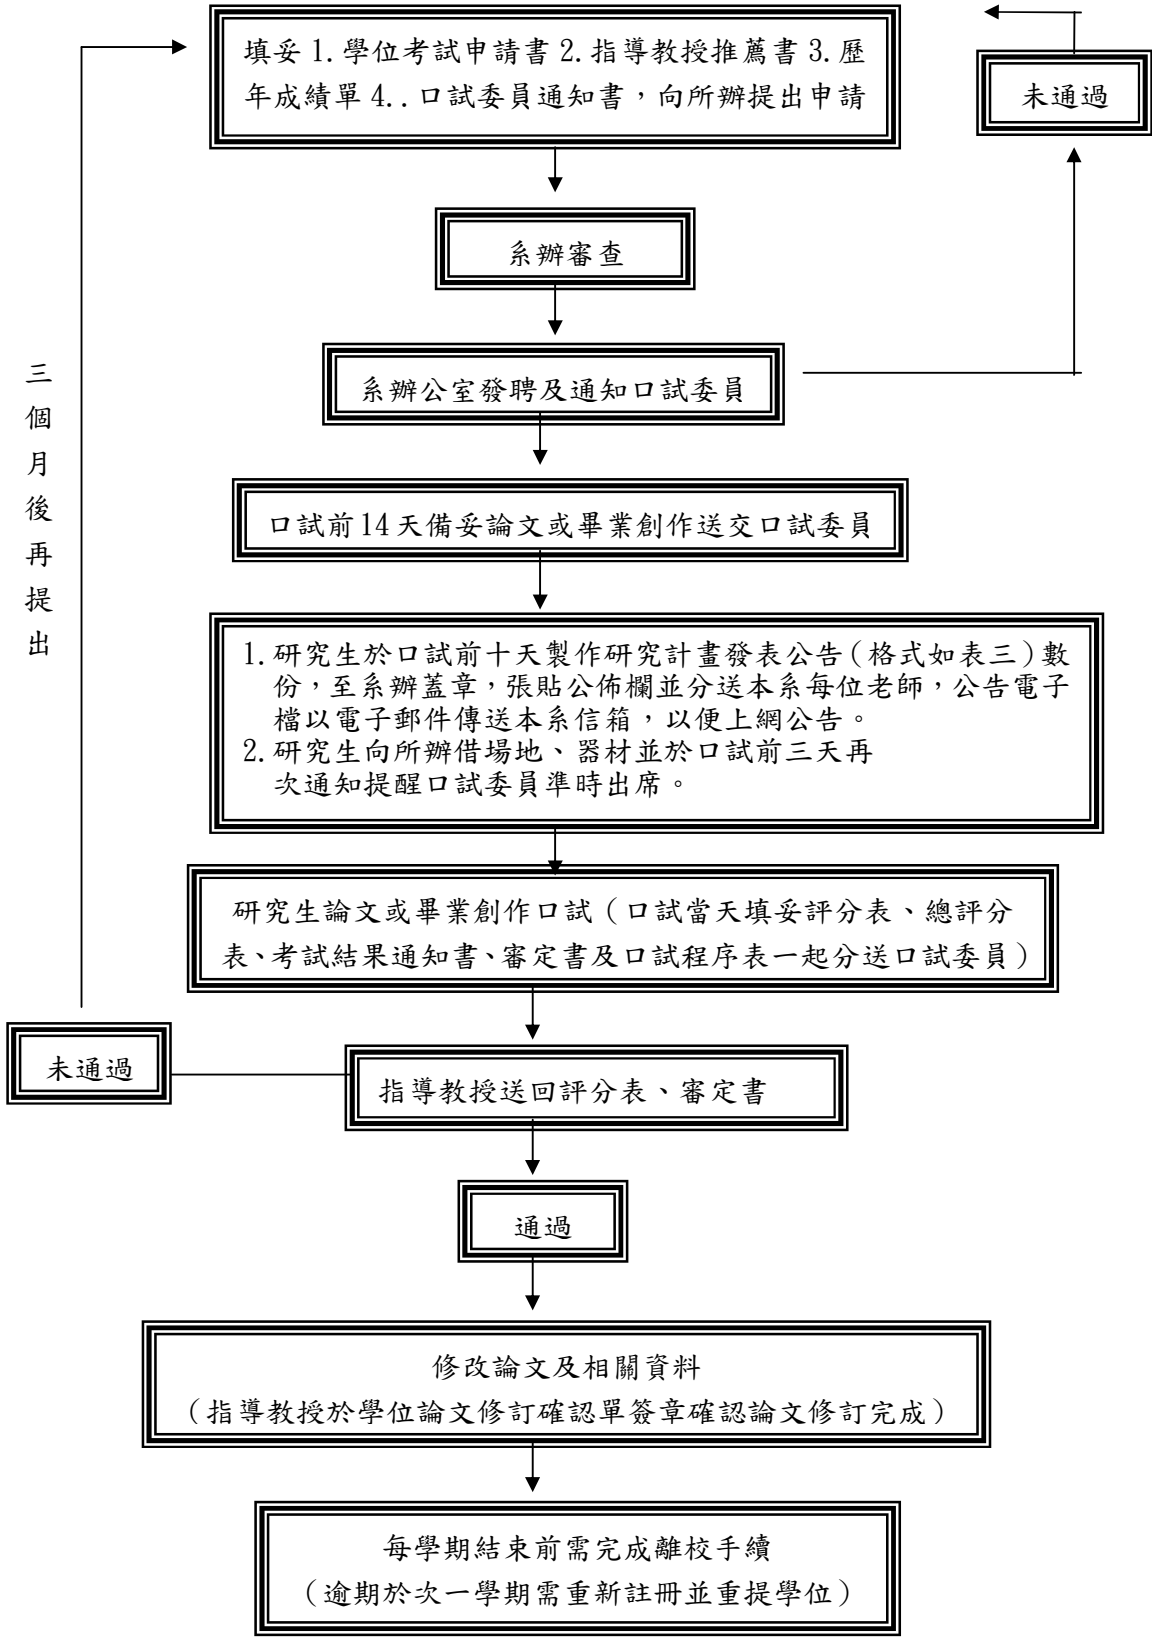 填妥 1.學位考試申請書 2.指導教授推薦書 3.歷
年成績單 4..口試委員通知書，向所辦提出申請
未通過
系辦審查
系辦公室發聘及通知口試委員
三個月後再提出
口試前14天備妥論文或畢業創作送交口試委員
1.研究生於口試前十天製作研究計畫發表公告(格式如表三)數
份，至系辦蓋章，張貼公佈欄並分送本系每位老師，公告電子
檔以電子郵件傳送本系信箱，以便上網公告。
2.研究生向所辦借場地、器材並於口試前三天再
次通知提醒口試委員準時出席。
研究生論文或畢業創作口試（口試當天填妥評分表、總評分
表、考試結果通知書、審定書及口試程序表一起分送口試委員）
未通過
指導教授送回評分表、審定書
通過
修改論文及相關資料
（指導教授於學位論文修訂確認單簽章確認論文修訂完成）
每學期結束前需完成離校手續
（逾期於次一學期需重新註冊並重提學位）